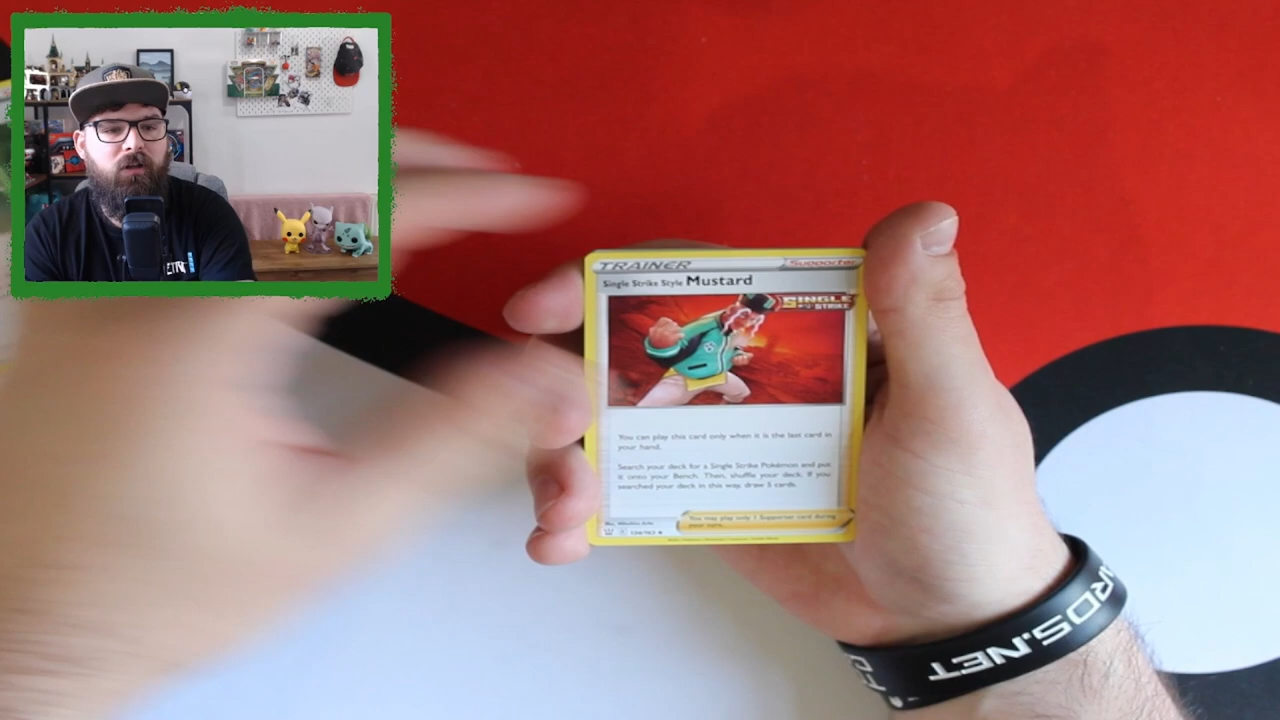 TRAINER
Supporter
Single Strike Style Mustard
SINGLE
STRIKE
You can play this card only when it is the last card in
your hand.
Search your deck for a Single Strike Pokémon and put
it onto your Bench. Then, shuffle your deck. If you
searched your deck in this way, draw 5 cards.
You may play only 1 Supporter card during
your turn.
134/163
ARDS.NET